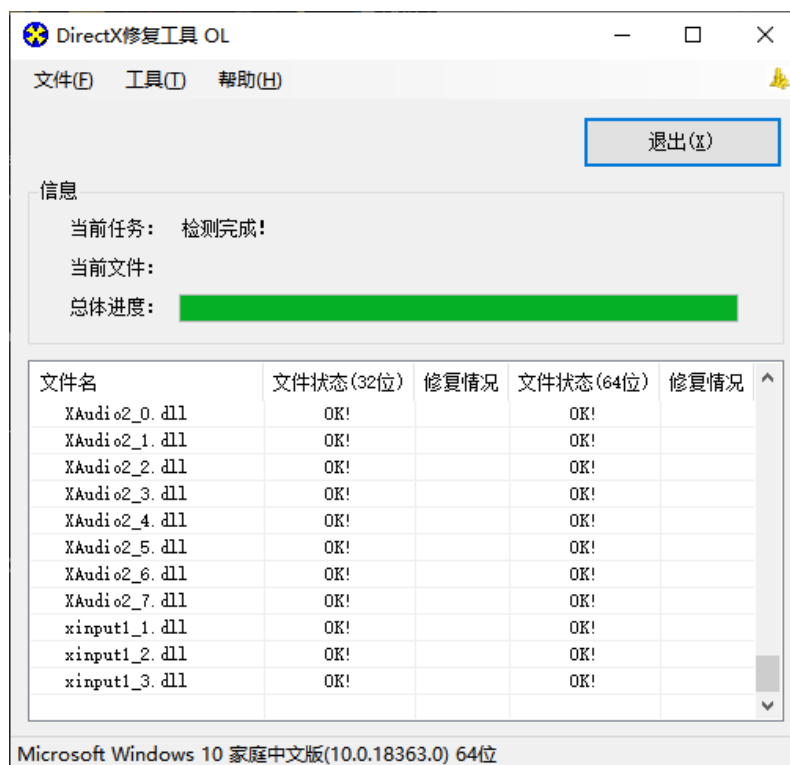 DirectX修复工具 OL
文件(F) 工具(T) 帮助(H)
退出(X)
信息
当前任务： 检测完成!
当前文件：
总体进度：
文件名 文件状态(32位) 修复情况 文件状态(64位) 修复情况
XAudio2_0.dll OK! OK!
XAudio2_1.dll OK! OK!
XAudio2_2.dll OK! OK!
XAudio2_3.dll OK! OK!
XAudio2_4.dll OK! OK!
XAudio2_5.dll OK! OK!
XAudio2_6.dll OK! OK!
XAudio2_7.dll OK! OK!
xinput1_1.dll OK! OK!
xinput1_2.dll OK! OK!
xinput1_3.dll OK! OK!
Microsoft Windows 10 家庭中文版(10.0.18363.0) 64位